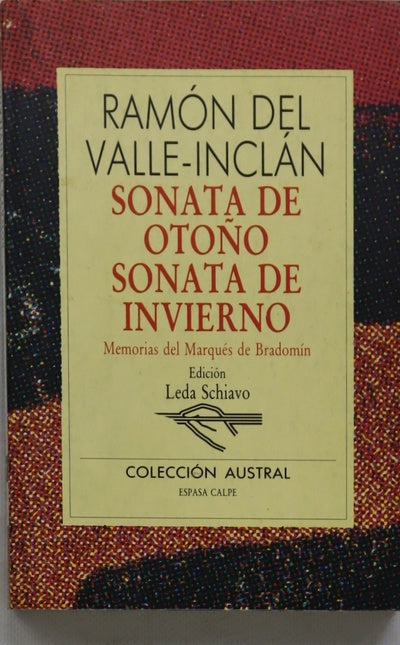 RAMÓN DEL
VALLE-INCLÁN
SONATA DE
OTOÑO
SONATA DE
INVIERNO
Memorias del Marqués de Bradomín
Edición
Leda Schiavo
COLECCIÓN AUSTRAL
ESPASA CALPE